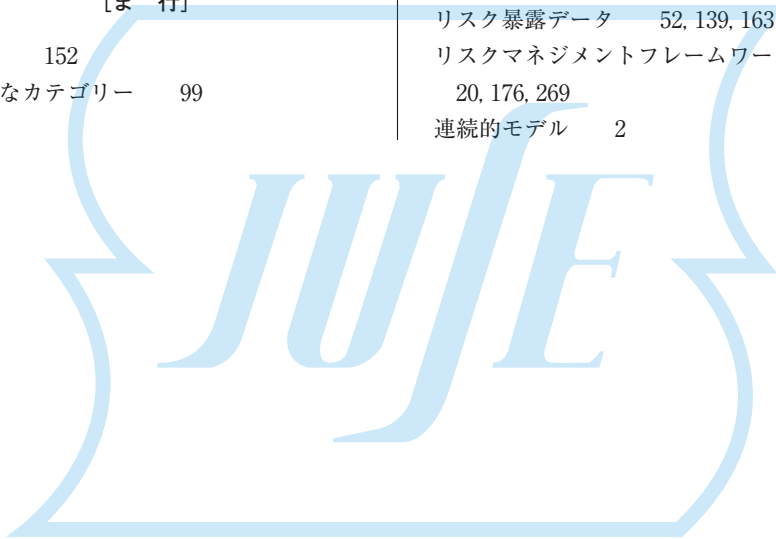 ［ま　行］
152
なカテゴリー　　99
リスク暴露データ　　52, 139, 163
リスクマネジメントフレームワー
20, 176, 269
連続的モデル　　2
JUSE